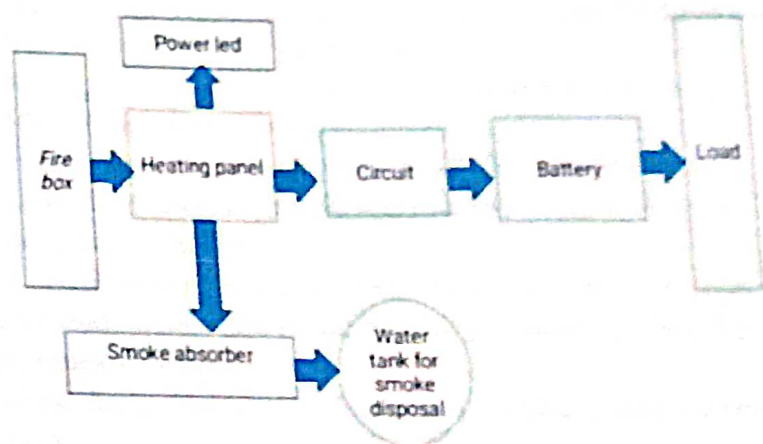 Power led
Fire
box
Heating panel
Circuit
Battery
Load
Smoke absorber
Water
tank for
smoke
disposal